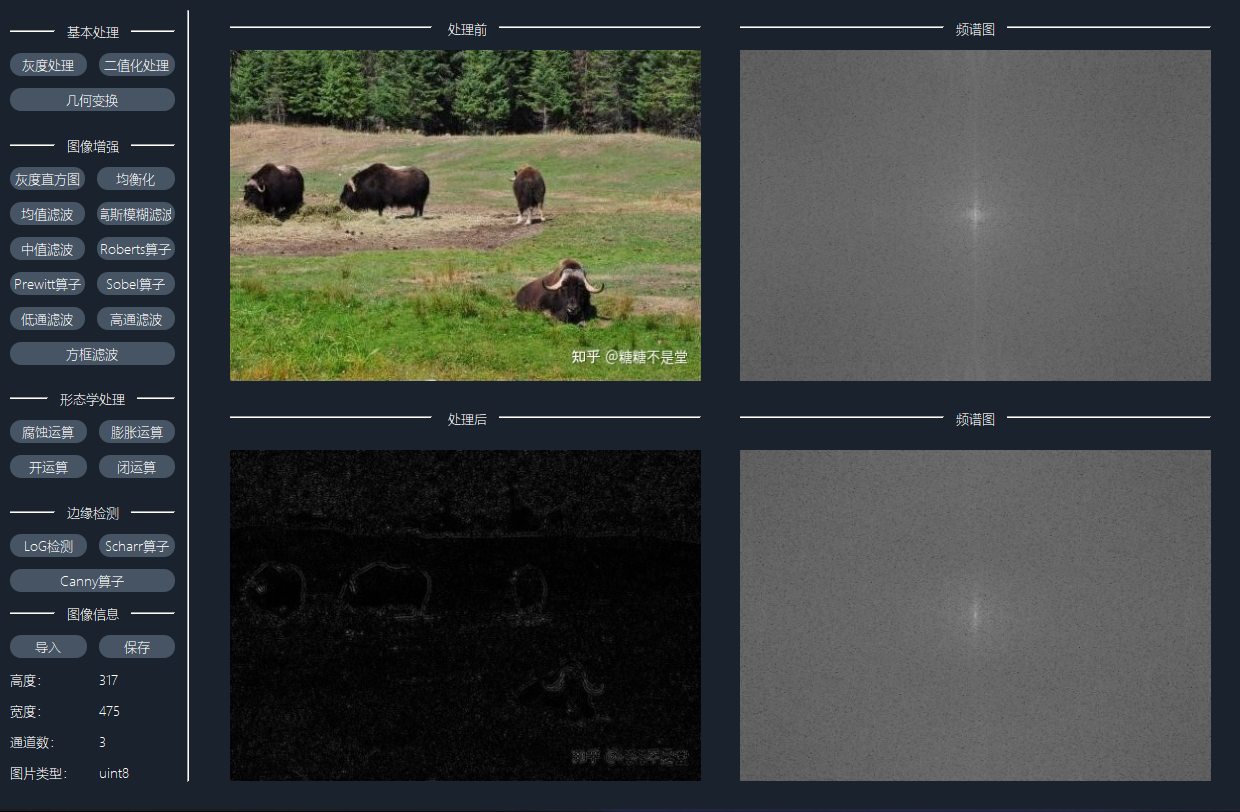 基本处理
灰度处理 二值化处理
几何变换
图像增强
灰度直方图 均衡化
均值滤波 高斯模糊滤波
中值滤波 Roberts算子
Prewitt算子 Sobel算子
低通滤波 高通滤波
方框滤波
形态学处理
腐蚀运算 膨胀运算
开运算 闭运算
边缘检测
LoG检测 Scharr算子
Canny算子
图像信息
导入 保存
高度： 317
宽度： 475
通道数： 3
图片类型： uint8
处理前
知乎 @糖糖不是堂
频谱图
处理后
知乎
频谱图